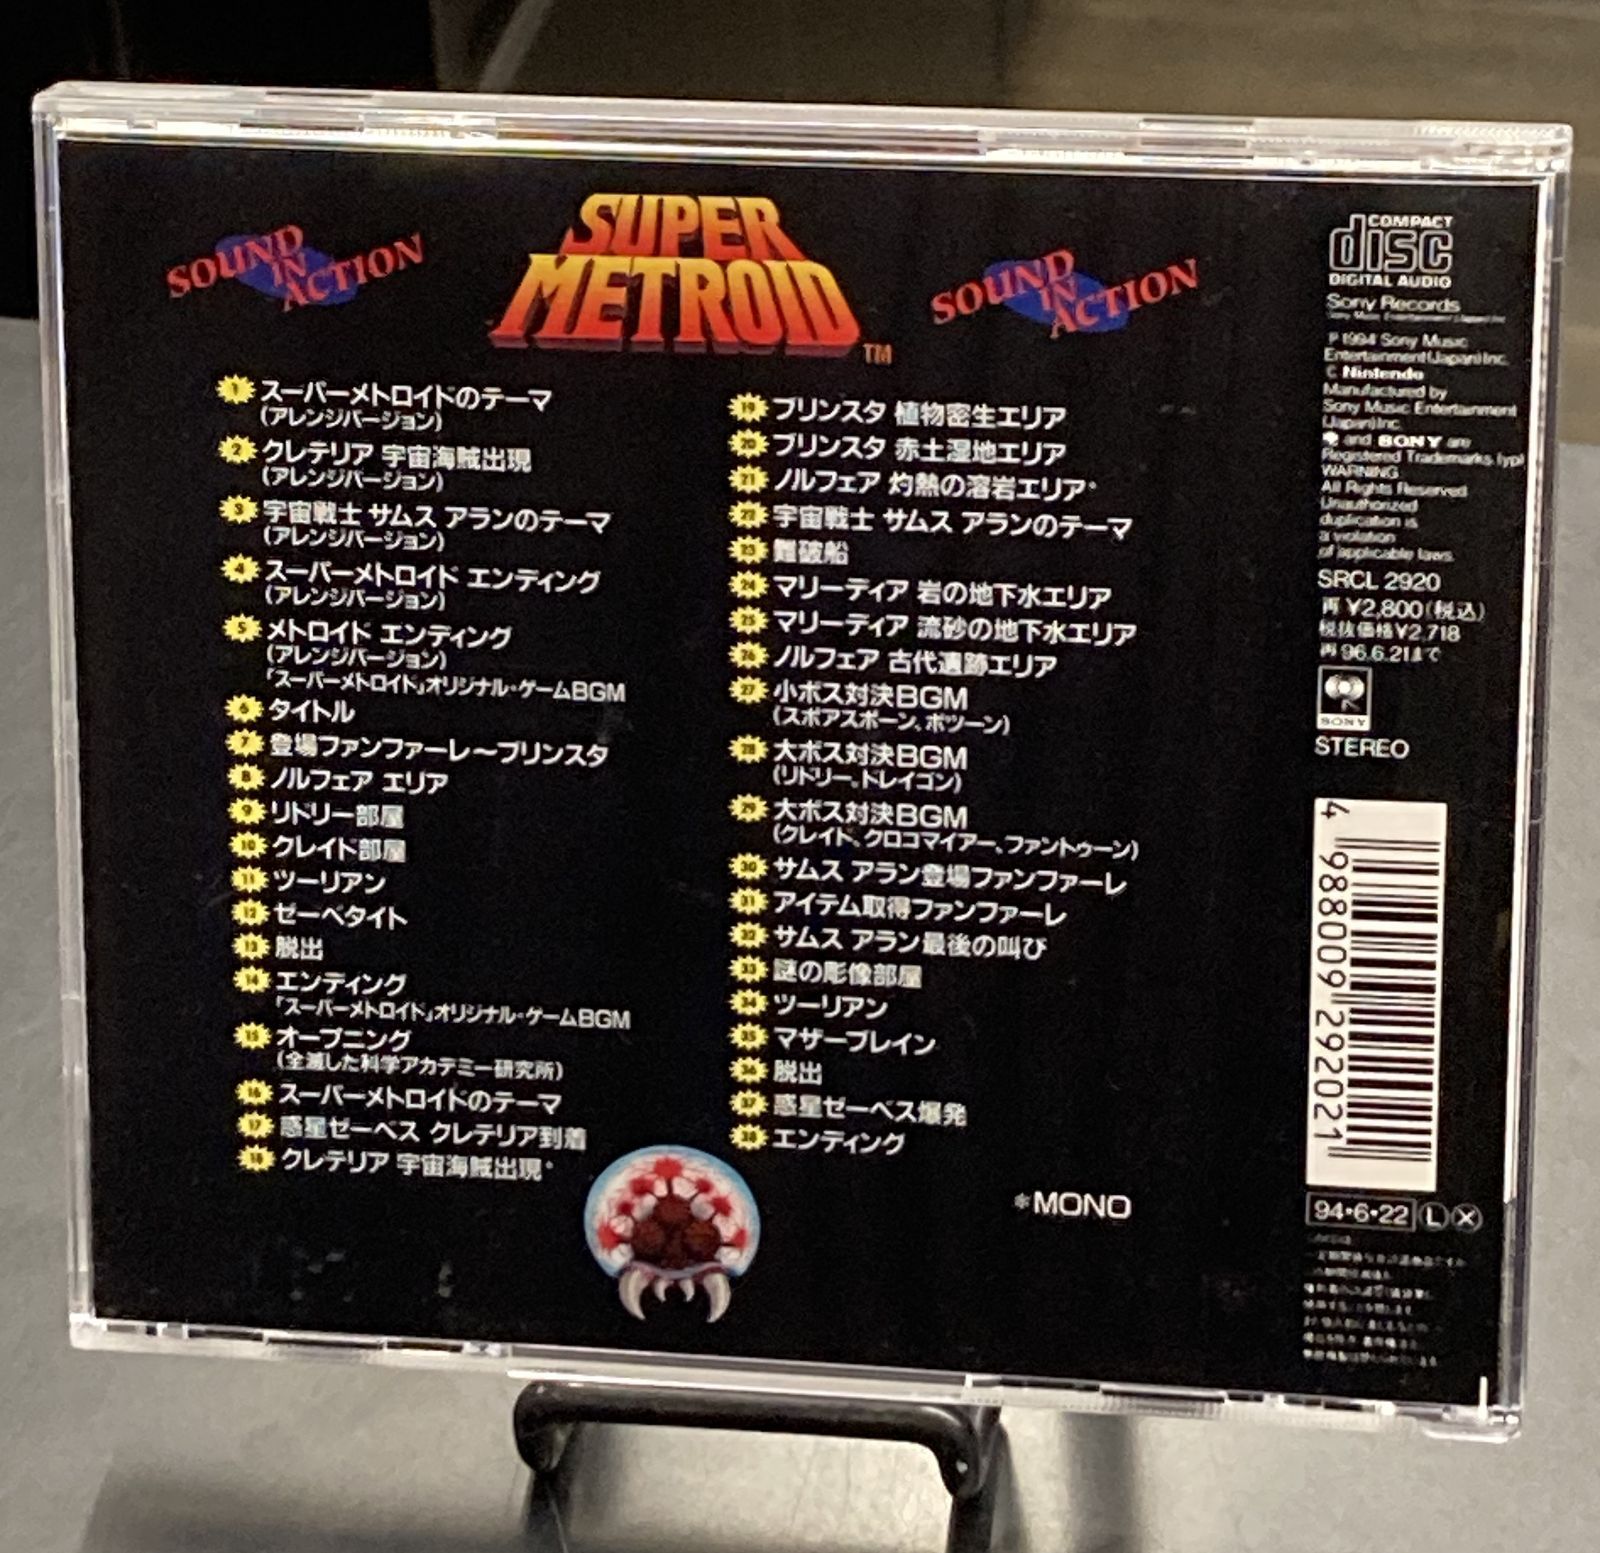 SOUND IN ACTION
SUPER
METROID
TM
SOUND IN ACTION
1 スーパーメトロイドのテーマ
(アレンジバージョン)
2 クレテリア 宇宙海賊出現
(アレンジバージョン)
3 宇宙戦士 サムス アランのテーマ
(アレンジバージョン)
4 スーパーメトロイド エンディング
(アレンジバージョン)
5 メトロイド エンディング
(アレンジバージョン)
「スーパーメトロイド」オリジナル・ゲームBGM
6 タイトル
7 登場ファンファーレ〜ブリンスタ
8 ノルフェア エリア
9 リドリー部屋
10 クレイド部屋
11 ツーリアン
12 ゼーベタイト
13 脱出
14 エンディング
「スーパーメトロイド」オリジナル・ゲームBGM
15 オープニング
(全滅した科学アカデミー研究所)
16 スーパーメトロイドのテーマ
17 惑星ゼーベス クレテリア到着
18 クレテリア 宇宙海賊出現*
19 ブリンスタ 植物密生エリア
20 ブリンスタ 赤土湿地エリア
21 ノルフェア 灼熱の溶岩エリア*
22 宇宙戦士 サムス アランのテーマ
23 難破船
24 マリーディア 岩の地下水エリア
25 マリーディア 流砂の地下水エリア
26 ノルフェア 古代遺跡エリア
27 小ボス対決BGM
(スポアスポーン、ボツーン)
28 大ボス対決BGM
(リドリー、ドレイゴン)
29 大ボス対決BGM
(クレイド、クロコマイアー、ファントゥーン)
30 サムス アラン登場ファンファーレ
31 アイテム取得ファンファーレ
32 サムス アラン最後の叫び
33 謎の彫像部屋
34 ツーリアン
35 マザーブレイン
36 脱出
37 惑星ゼーベス爆発
38 エンディング
*MONO
COMPACT
disc
DIGITAL AUDIO
Sony Records
Sony Music Entertainment (Japan) Inc.
P 1994 Sony Music
Entertainment(Japan)Inc.
C Nintendo
Manufactured by
Sony Music Entertainment
(Japan)Inc.
and SONY are
Registered Trademarks.
WARNING
All Rights Reserved
Unauthorized
duplication is
a violation
of applicable laws.
SRCL 2920
再 ¥2,800(税込)
税抜価格¥2,718
再 96.6.21まで
SONY
STEREO
4 988009 292021
94・6・22 L X